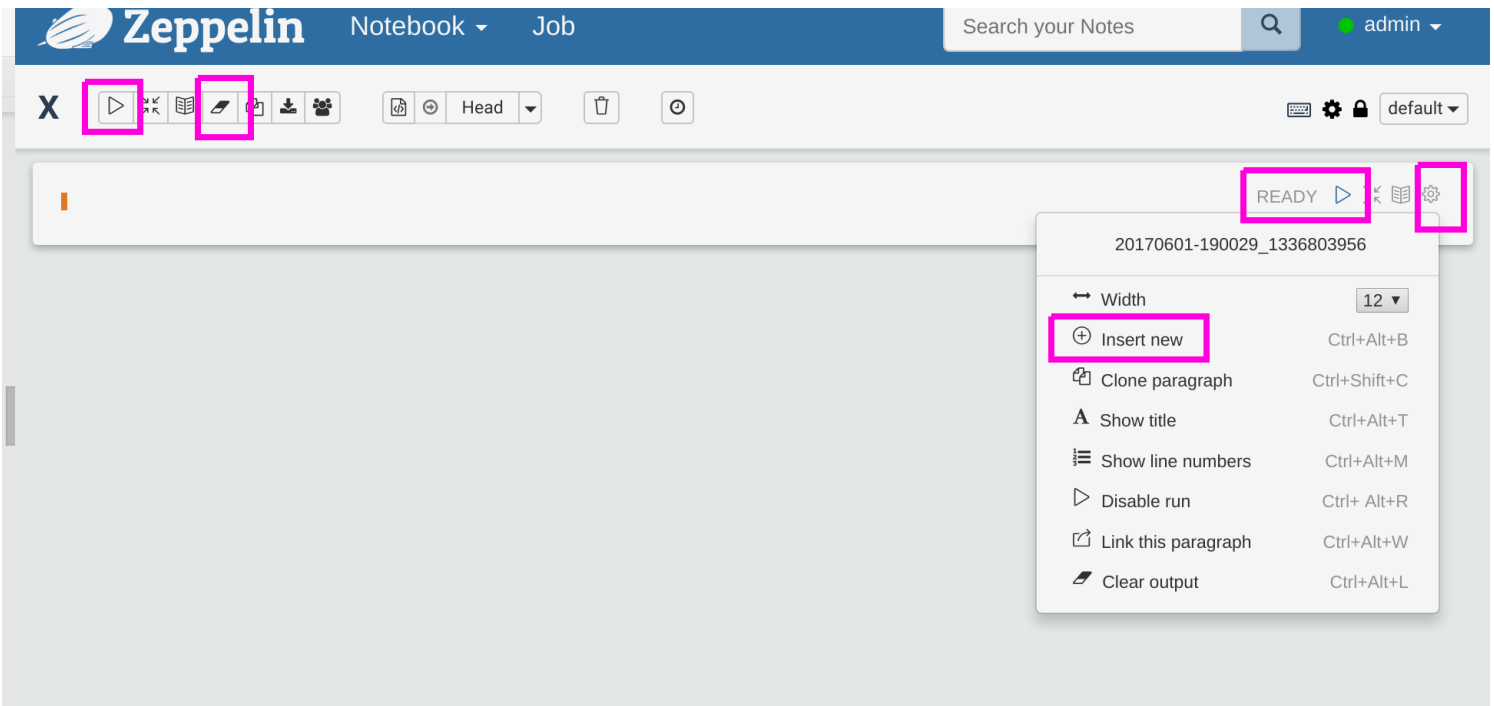 Zeppelin Notebook Job Search your Notes admin
X Head default
READY
20170601-190029_1336803956
Width 12
Insert new Ctrl+Alt+B
Clone paragraph Ctrl+Shift+C
A Show title Ctrl+Alt+T
Show line numbers Ctrl+Alt+M
Disable run Ctrl+ Alt+R
Link this paragraph Ctrl+Alt+W
Clear output Ctrl+Alt+L